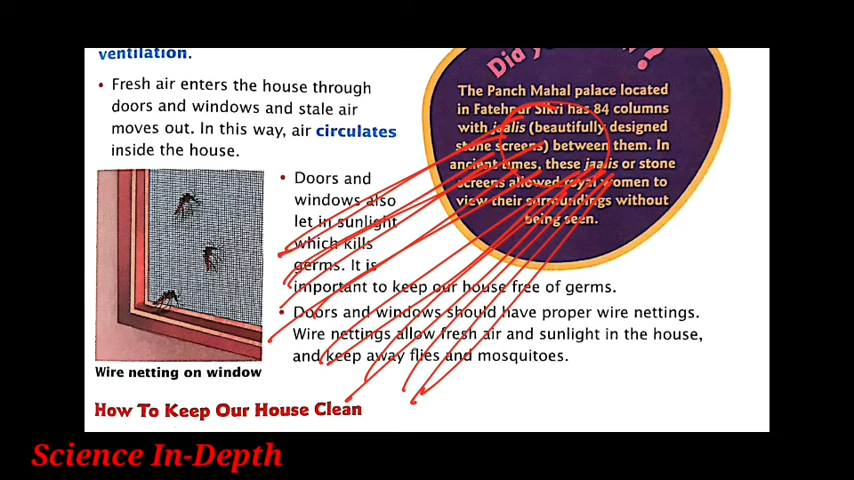 ventilation.
• Fresh air enters the house through
doors and windows and stale air
moves out. In this way, air circulates
inside the house.
• Doors and
windows also
let in sunlight
which kills
germs. It is
important to keep our house free of germs.
• Doors and windows should have proper wire nettings.
Wire nettings allow fresh air and sunlight in the house,
and keep away flies and mosquitoes.
Wire netting on window
How To Keep Our House Clean
Did
?
The Panch Mahal palace located
in Fatehpur Sikri has 84 columns
with jaalis (beautifully designed
stone screens) between them. In
ancient times, these jaalis or stone
screens allowed royal women to
view their surroundings without
being seen.
Science In-Depth